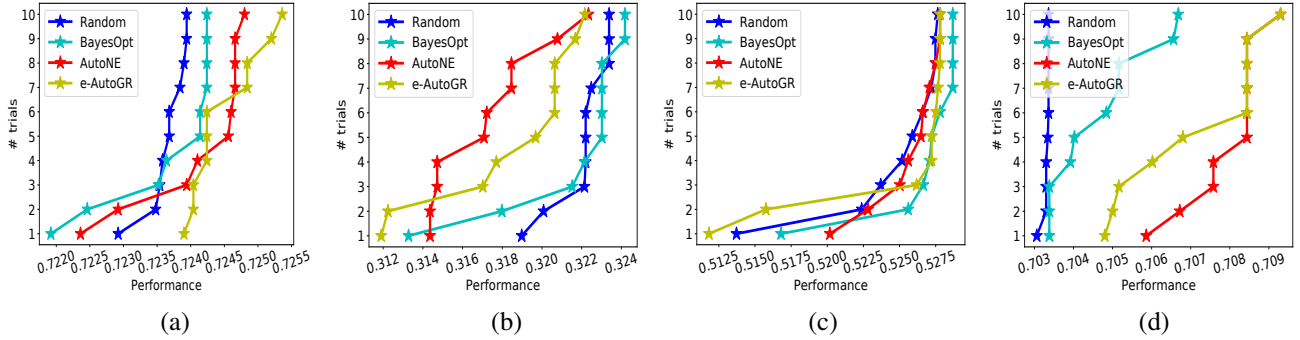 10
9
8
7
6
5
4
3
2
1
# trials
Random
BayesOpt
AutoNE
e-AutoGR
0.7220 0.7225 0.7230 0.7235 0.7240 0.7245 0.7250 0.7255
Performance
(a)
10
9
8
7
6
5
4
3
2
1
# trials
Random
BayesOpt
AutoNE
e-AutoGR
0.312 0.314 0.316 0.318 0.320 0.322 0.324
Performance
(b)
10
9
8
7
6
5
4
3
2
1
# trials
Random
BayesOpt
AutoNE
e-AutoGR
0.5125 0.5150 0.5175 0.5200 0.5225 0.5250 0.5275
Performance
(c)
10
9
8
7
6
5
4
3
2
1
# trials
Random
BayesOpt
AutoNE
e-AutoGR
0.703 0.704 0.705 0.706 0.707 0.708 0.709
Performance
(d)